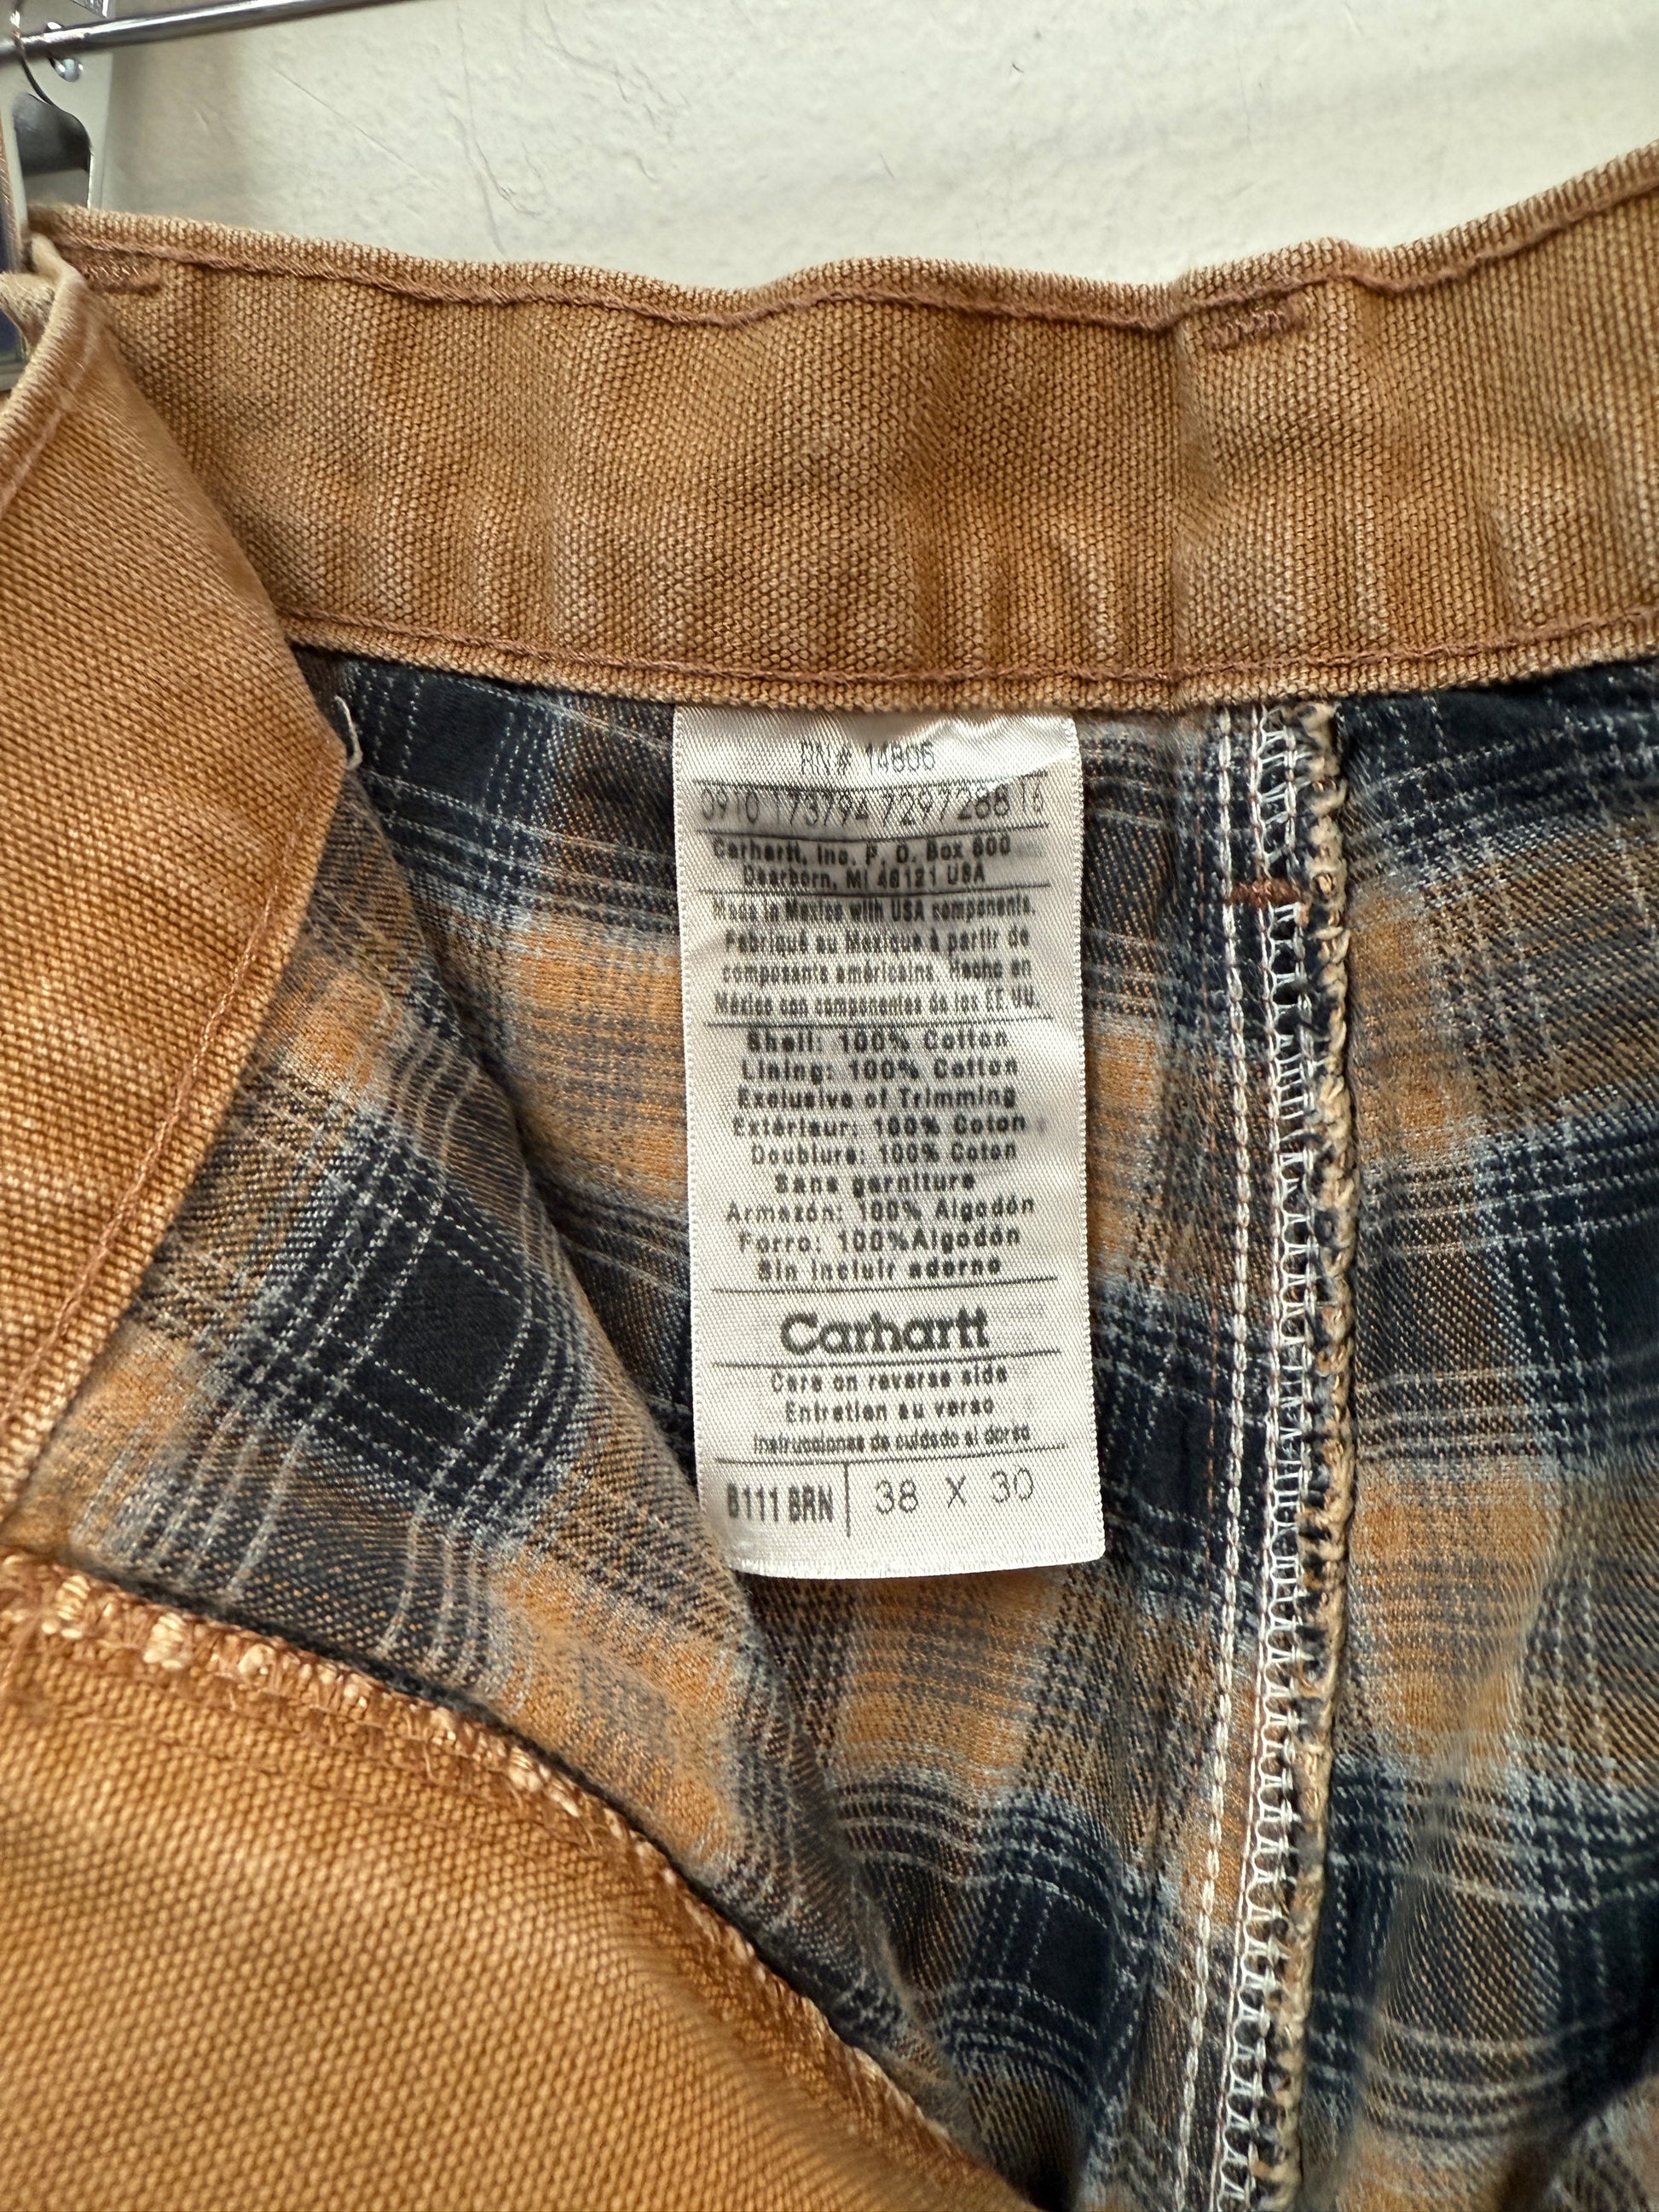 RN# 14806
0910 173794 7297288 16
Carhartt, Inc. P. O. Box 600
Dearborn, MI 48121 USA
Made in Mexico with USA components.
Fabriqué au Mexique à partir de
composants américains. Hecho en
México con componentes de los EE.UU.
Shell: 100% Cotton
Lining: 100% Cotton
Exclusive of Trimming
Extérieur: 100% Coton
Doublure: 100% Coton
Sans garniture
Armazón: 100% Algodón
Forro: 100%Algodón
Sin incluir adorno
Carhartt
Care on reverse side
Entretien au verso
Instrucciones de cuidado al dorso
B111 BRN 38 X 30